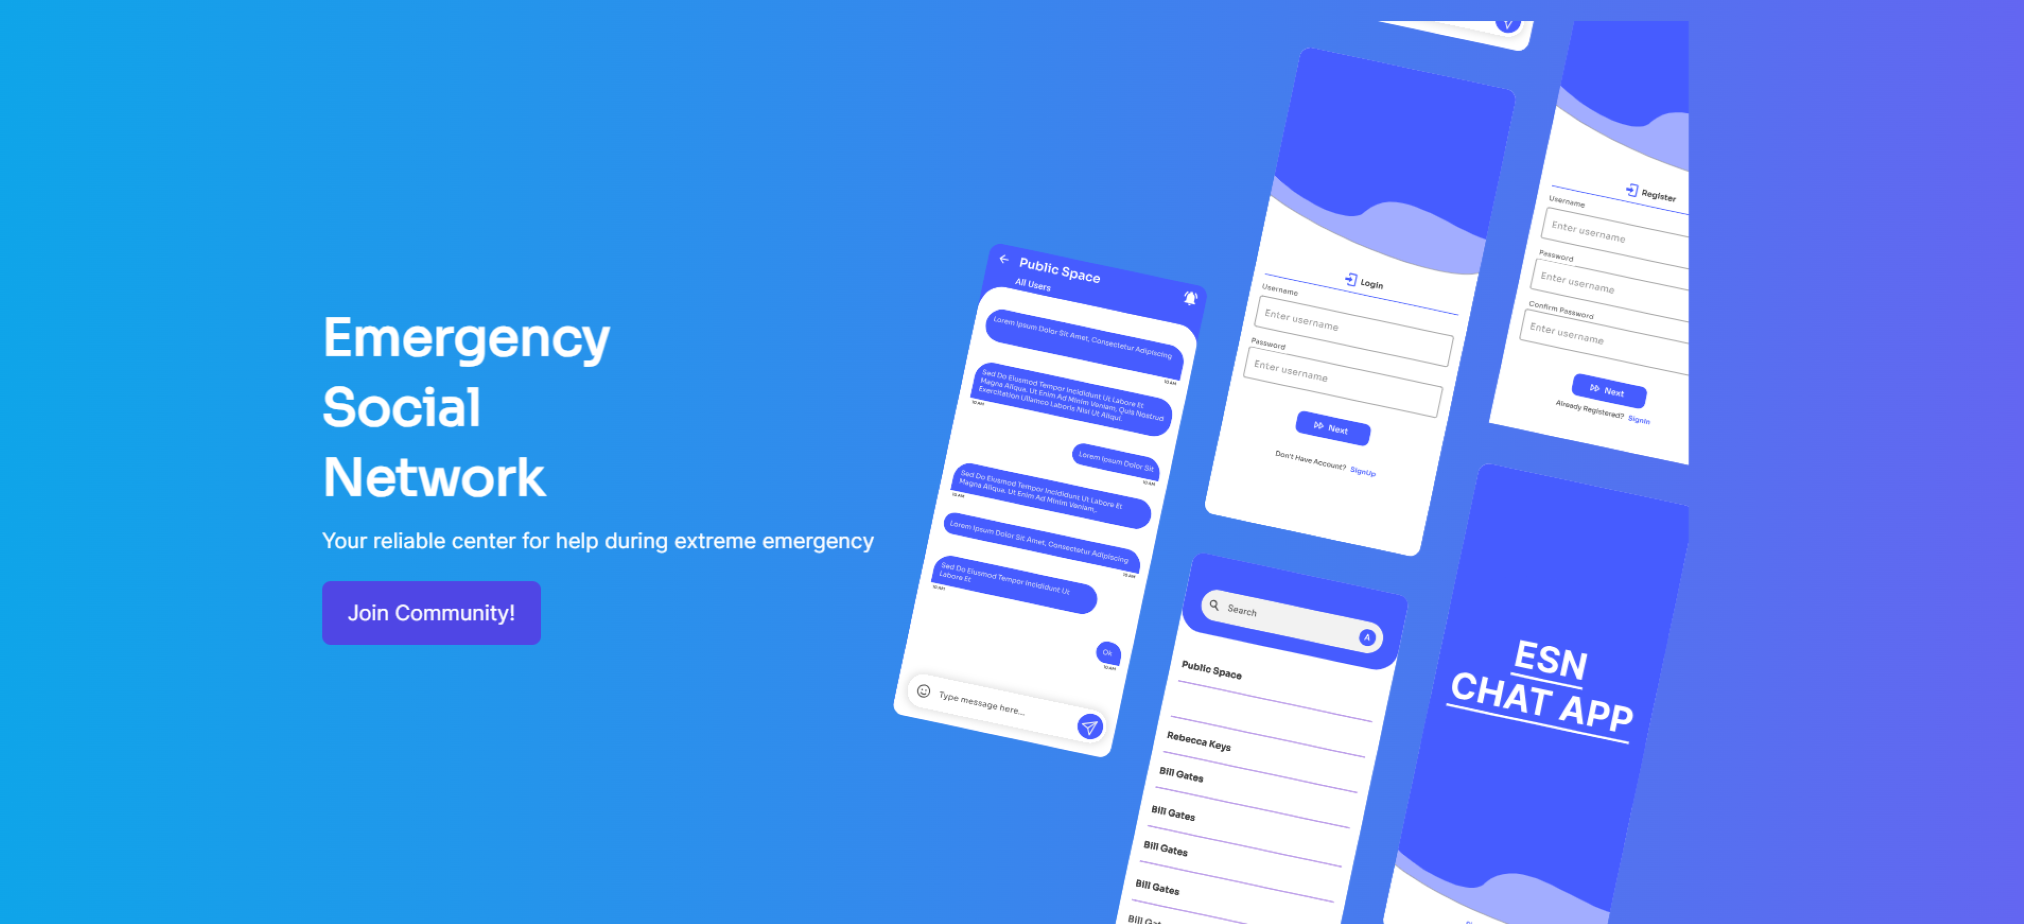 Emergency
Social
Network
Your reliable center for help during extreme emergency
Join Community!
Public Space
All Users
Lorem Ipsum Dolor Sit Amet, Consectetur Adipiscing
10 AM
Sed Do Eiusmod Tempor Incididunt Ut Labore Et
Magna Aliqua, Ut Enim Ad Minim Veniam, Quis Nostrud
Exercitation Ullamco Laboris Nisi Ut Aliqut
10 AM
Lorem Ipsum Dolor Sit
10 AM
Sed Do Eiusmod Tempor Incididunt Ut Labore Et
Magna Aliqua, Ut Enim Ad Minim Veniam,.
10 AM
Lorem Ipsum Dolor Sit Amet, Consectetur Adipiscing
10 AM
Sed Do Eiusmod Tempor Incididunt Ut
Labore Et
10 AM
Ok
10 AM
Type message here...
Login
Username
Enter username
Password
Enter username
Next
Don't Have Account? SignUp
Register
Username
Enter username
Password
Enter username
Confirm Password
Enter username
Next
Already Registered? SignIn
Search
A
Public Space
Rebecca Keys
Bill Gates
Bill Gates
Bill Gates
Bill Gates
Bill
ESN
CHAT APP